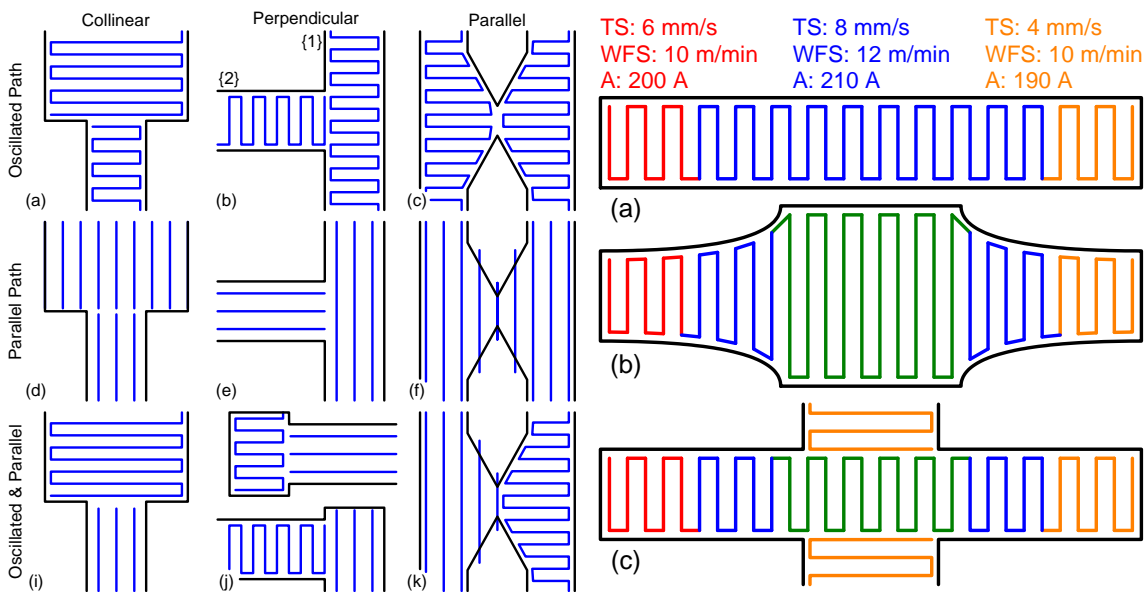 Collinear
Perpendicular
Parallel
Oscillated Path
{1}
{2}
(a)
(b)
(c)
Parallel Path
(d)
(e)
(f)
Oscillated & Parallel
(i)
(j)
(k)
TS: 6 mm/s
WFS: 10 m/min
A: 200 A
TS: 8 mm/s
WFS: 12 m/min
A: 210 A
TS: 4 mm/s
WFS: 10 m/min
A: 190 A
(a)
(b)
(c)